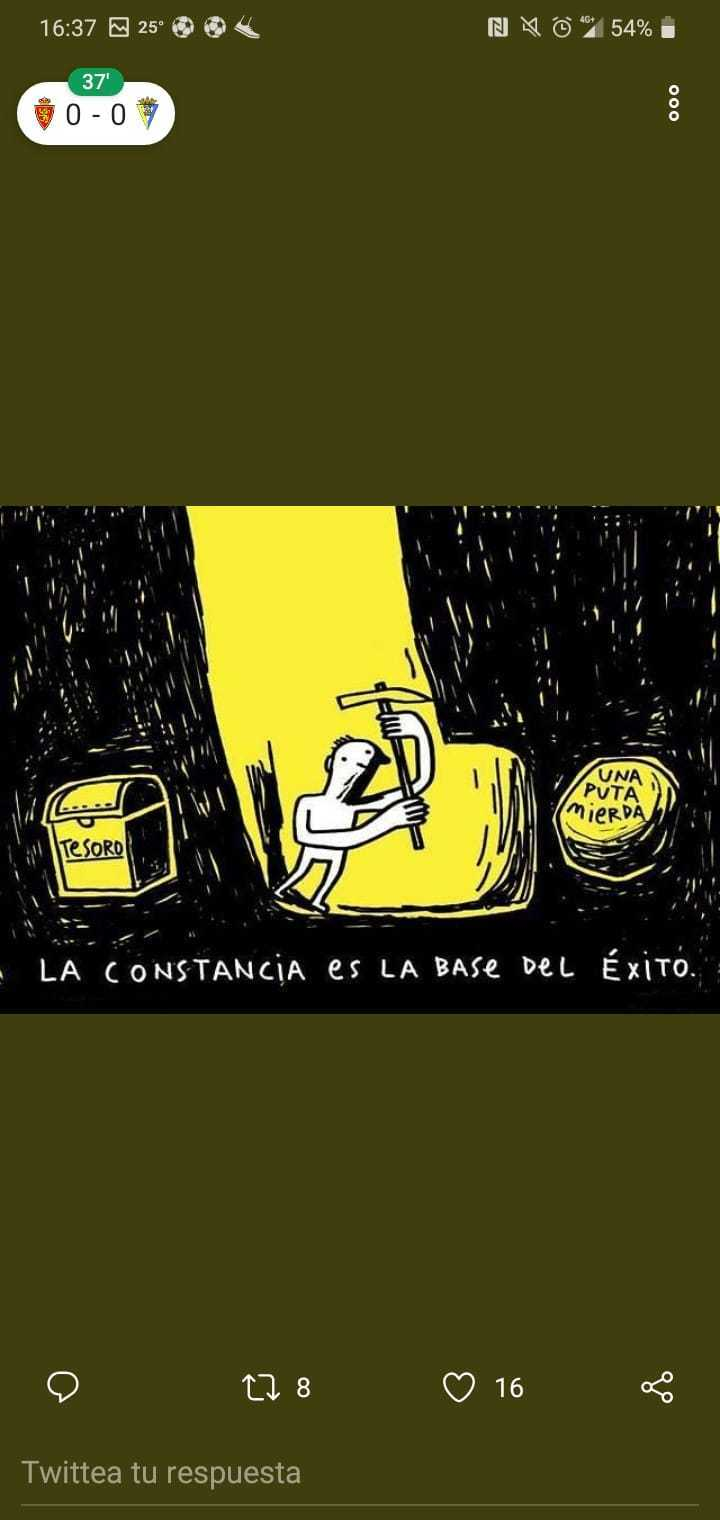 16:37 25° 4G+ 54%
37'
0 - 0
UNA
PUTA
MIERDA
TESORO
LA CONSTANCIA ES LA BASE DEL ÉXITO.
8 16
Twittea tu respuesta